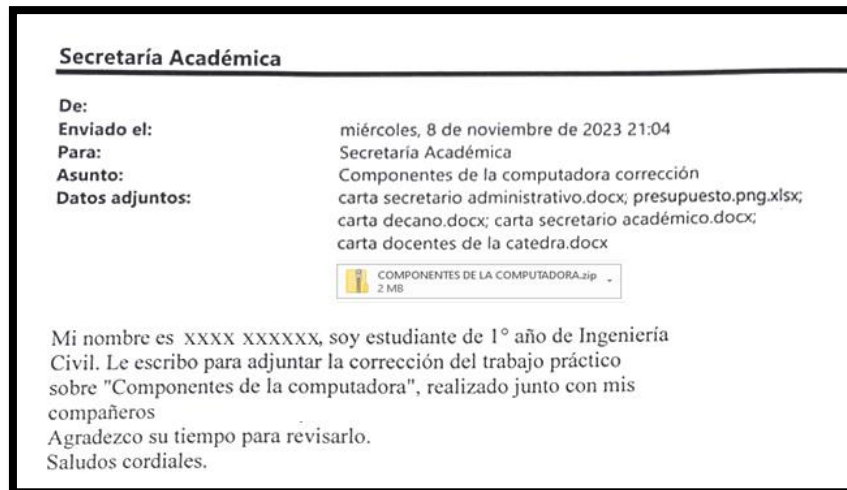 Secretaría Académica
De:
Enviado el: miércoles, 8 de noviembre de 2023 21:04
Para: Secretaría Académica
Asunto: Componentes de la computadora corrección
Datos adjuntos: carta secretario administrativo.docx; presupuesto.png.xlsx;
carta decano.docx; carta secretario académico.docx;
carta docentes de la catedra.docx
COMPONENTES DE LA COMPUTADORA.zip
2 MB
Mi nombre es xxxx xxxxxx, soy estudiante de 1° año de Ingeniería
Civil. Le escribo para adjuntar la corrección del trabajo práctico
sobre "Componentes de la computadora", realizado junto con mis
compañeros
Agradezco su tiempo para revisarlo.
Saludos cordiales.